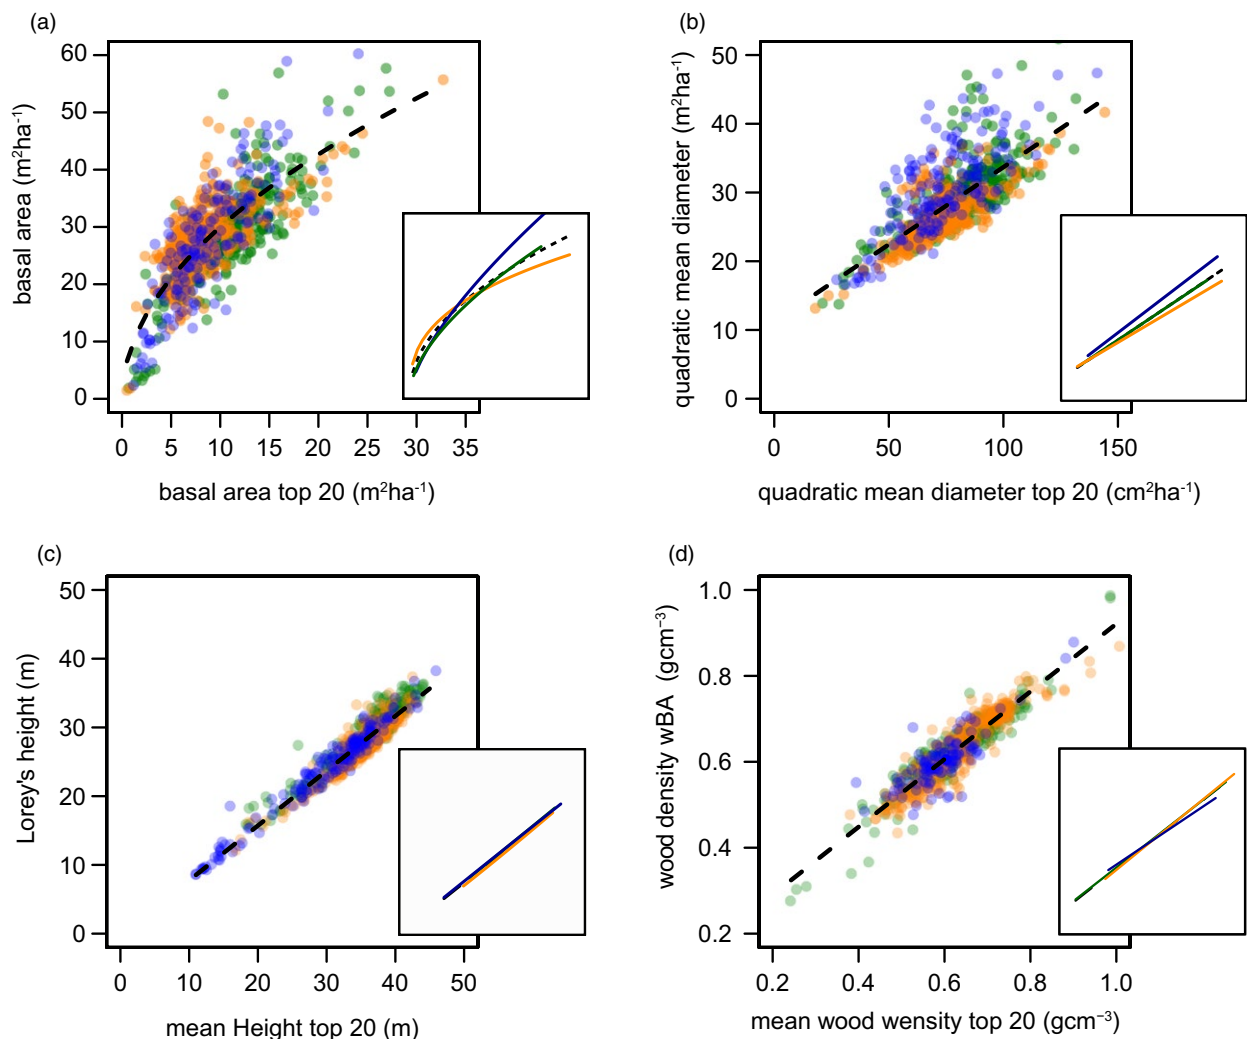 (a)
60
50
40
30
20
10
0
basal area (m²ha⁻¹)
0 5 10 15 20 25 30 35
basal area top 20 (m²ha⁻¹)
(b)
50
40
30
20
10
0
quadratic mean diameter (m²ha⁻¹)
0 50 100 150
quadratic mean diameter top 20 (cm²ha⁻¹)
(c)
50
40
30
20
10
0
Lorey's height (m)
0 10 20 30 40 50
mean Height top 20 (m)
(d)
1.0
0.8
0.6
0.4
0.2
wood density wBA (gcm⁻³)
0.2 0.4 0.6 0.8 1.0
mean wood wensity top 20 (gcm⁻³)